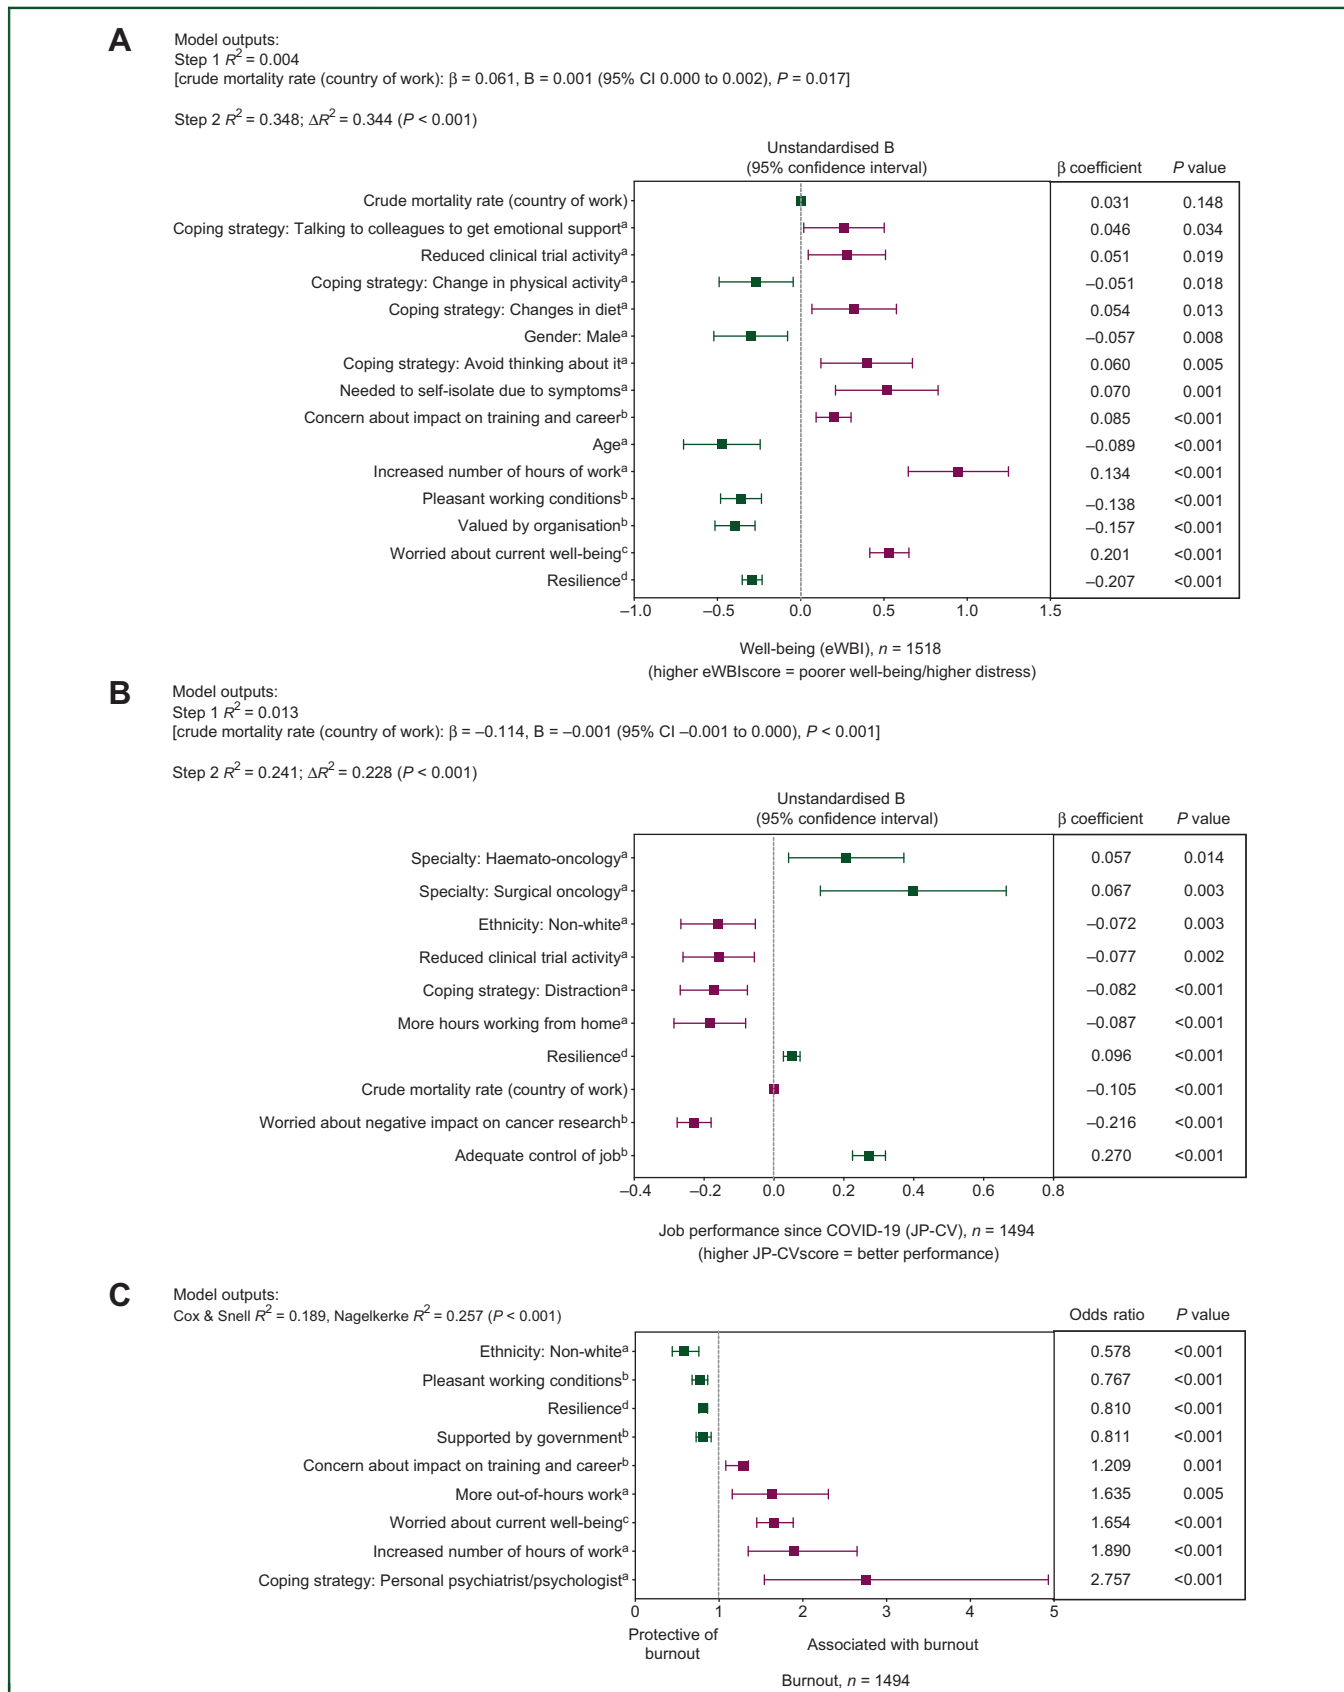 A
Model outputs:
Step 1 R² = 0.004
[crude mortality rate (country of work): β = 0.061, B = 0.001 (95% CI 0.000 to 0.002), P = 0.017]
Step 2 R² = 0.348; ΔR² = 0.344 (P < 0.001)
Unstandardised B
(95% confidence interval) β coefficient P value
Crude mortality rate (country of work) 0.031 0.148
Coping strategy: Talking to colleagues to get emotional supportᵃ 0.046 0.034
Reduced clinical trial activityᵃ 0.051 0.019
Coping strategy: Change in physical activityᵃ –0.051 0.018
Coping strategy: Changes in dietᵃ 0.054 0.013
Gender: Maleᵃ –0.057 0.008
Coping strategy: Avoid thinking about itᵃ 0.060 0.005
Needed to self-isolate due to symptomsᵃ 0.070 0.001
Concern about impact on training and careerᵇ 0.085 <0.001
Ageᵃ –0.089 <0.001
Increased number of hours of workᵃ 0.134 <0.001
Pleasant working conditionsᵇ –0.138 <0.001
Valued by organisationᵇ –0.157 <0.001
Worried about current well-beingᶜ 0.201 <0.001
Resilienceᵈ –0.207 <0.001
–1.0 –0.5 0.0 0.5 1.0 1.5
Well-being (eWBI), n = 1518
(higher eWBIscore = poorer well-being/higher distress)
B
Model outputs:
Step 1 R² = 0.013
[crude mortality rate (country of work): β = –0.114, B = –0.001 (95% CI –0.001 to 0.000), P < 0.001]
Step 2 R² = 0.241; ΔR² = 0.228 (P < 0.001)
Unstandardised B
(95% confidence interval) β coefficient P value
Specialty: Haemato-oncologyᵃ 0.057 0.014
Specialty: Surgical oncologyᵃ 0.067 0.003
Ethnicity: Non-whiteᵃ –0.072 0.003
Reduced clinical trial activityᵃ –0.077 0.002
Coping strategy: Distractionᵃ –0.082 <0.001
More hours working from homeᵃ –0.087 <0.001
Resilienceᵈ 0.096 <0.001
Crude mortality rate (country of work) –0.105 <0.001
Worried about negative impact on cancer researchᵇ –0.216 <0.001
Adequate control of jobᵇ 0.270 <0.001
–0.4 –0.2 0.0 0.2 0.4 0.6 0.8
Job performance since COVID-19 (JP-CV), n = 1494
(higher JP-CVscore = better performance)
C
Model outputs:
Cox & Snell R² = 0.189, Nagelkerke R² = 0.257 (P < 0.001) Odds ratio P value
Ethnicity: Non-whiteᵃ 0.578 <0.001
Pleasant working conditionsᵇ 0.767 <0.001
Resilienceᵈ 0.810 <0.001
Supported by governmentᵇ 0.811 <0.001
Concern about impact on training and careerᵇ 1.209 0.001
More out-of-hours workᵃ 1.635 0.005
Worried about current well-beingᶜ 1.654 <0.001
Increased number of hours of workᵃ 1.890 <0.001
Coping strategy: Personal psychiatrist/psychologistᵃ 2.757 <0.001
0 1 2 3 4 5
Protective of
burnout
Associated with burnout
Burnout, n = 1494